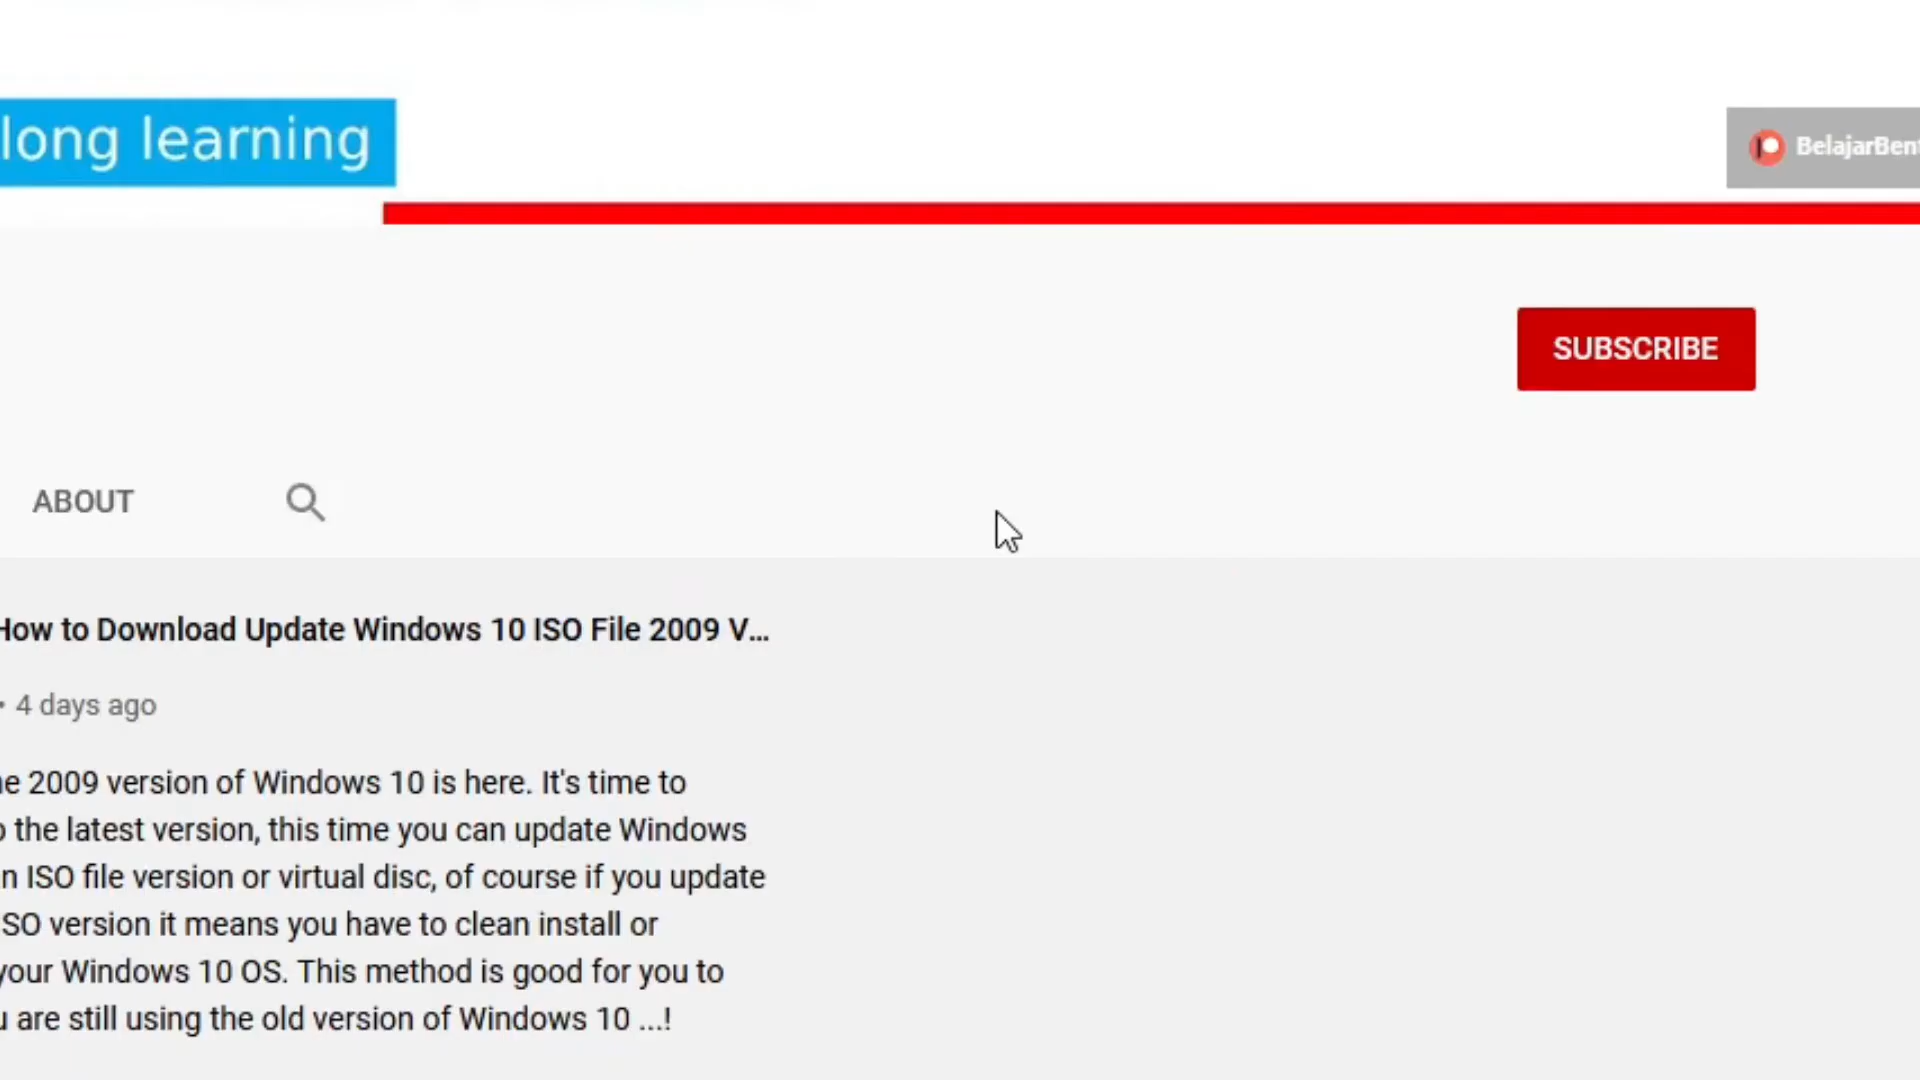 long learning
BelajarBent
SUBSCRIBE
ABOUT
How to Download Update Windows 10 ISO File 2009 V...
• 4 days ago
2009 version of Windows 10 is here. It's time to
the latest version, this time you can update Windows
ISO file version or virtual disc, of course if you update
ISO version it means you have to clean install or
your Windows 10 OS. This method is good for you to
are still using the old version of Windows 10 ...!